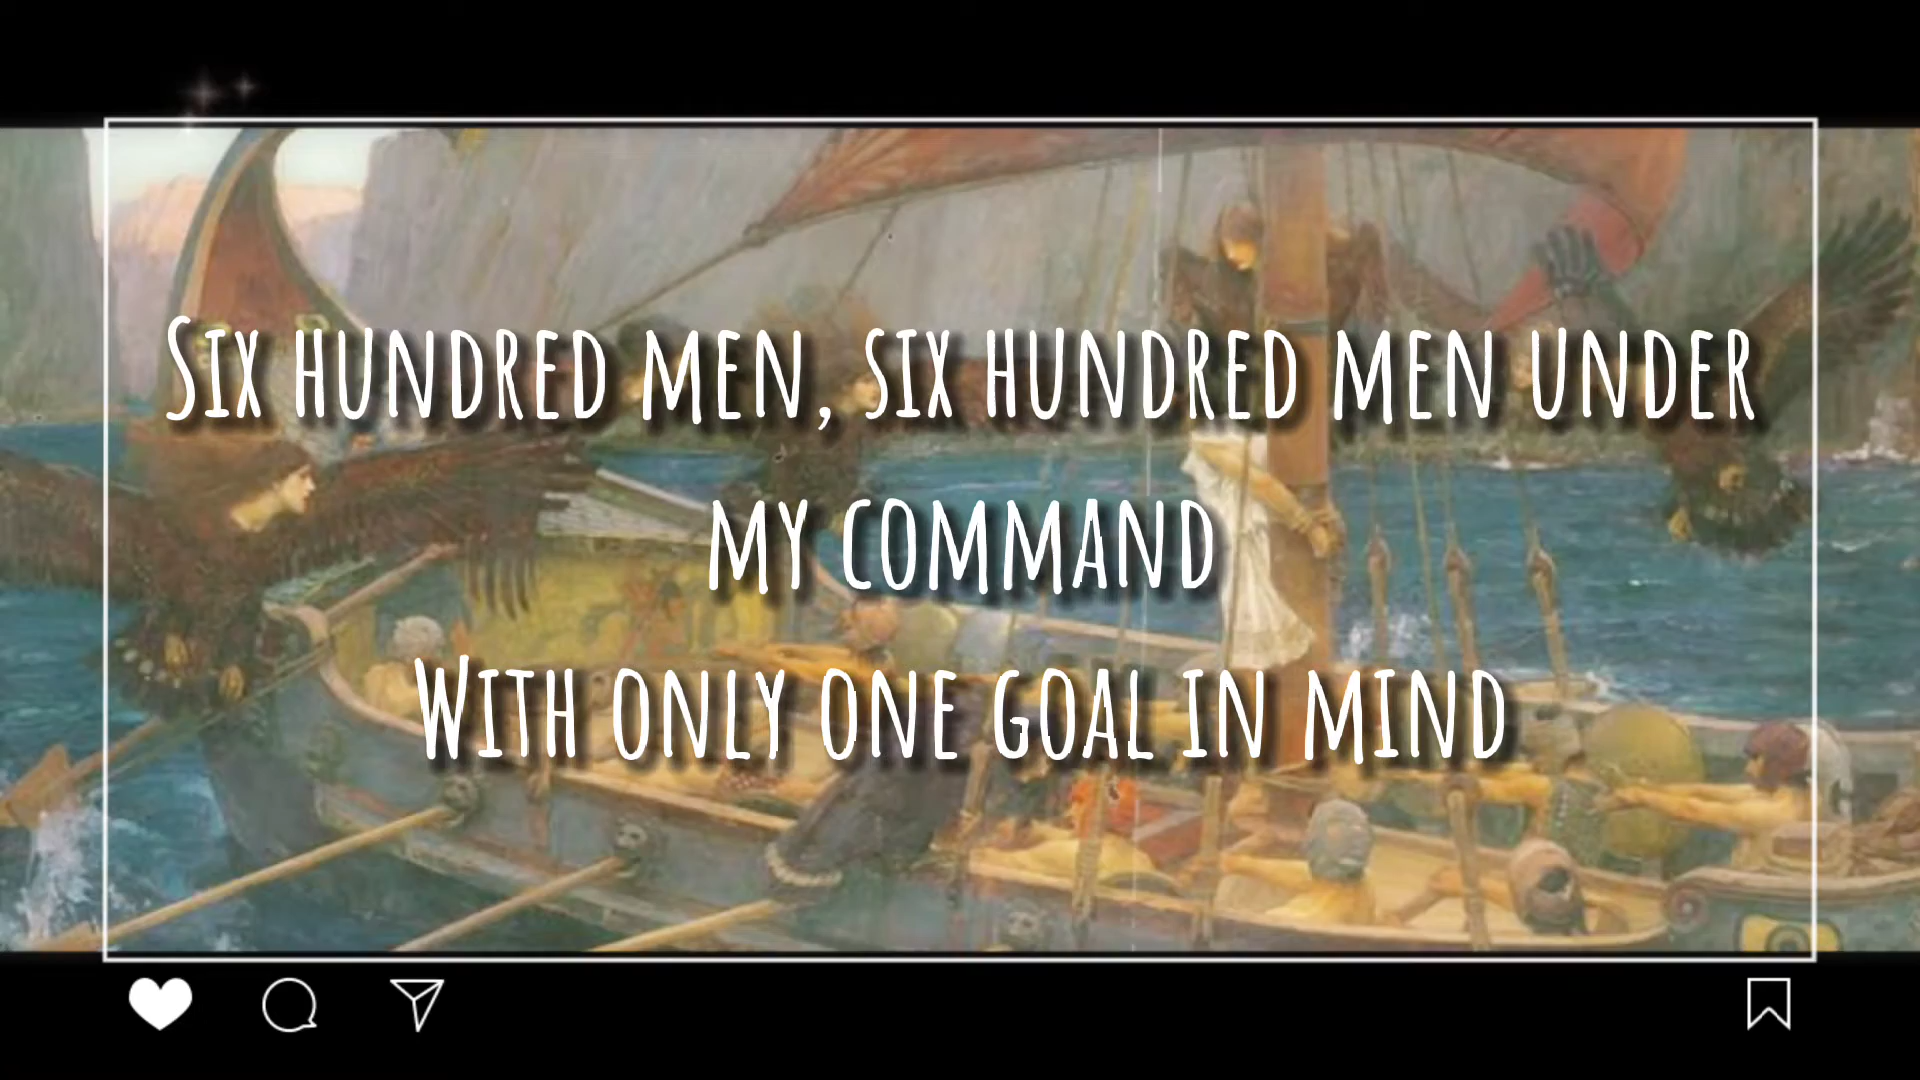 Six hundred men, six hundred men under
my command
With only one goal in mind